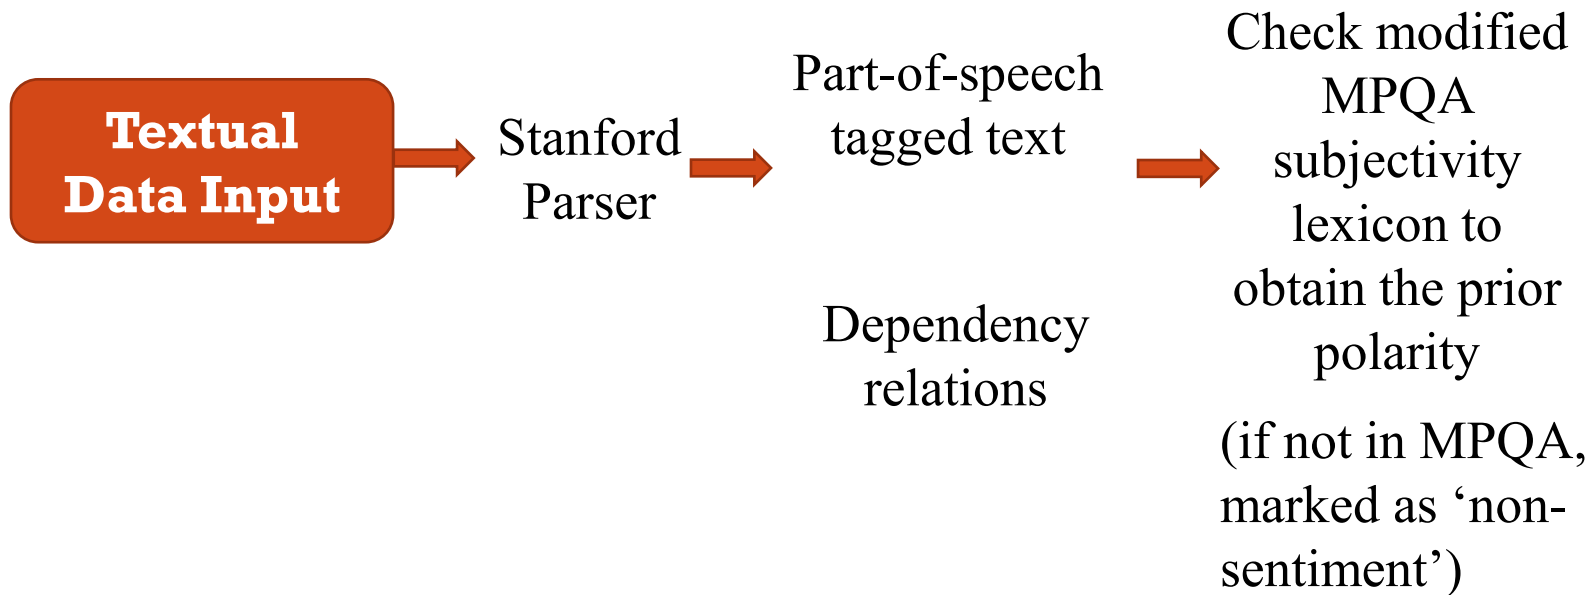 Textual
Data Input
Stanford
Parser
Part-of-speech
tagged text
Dependency
relations
Check modified
MPQA
subjectivity
lexicon to
obtain the prior
polarity
(if not in MPQA,
marked as ‘non-
sentiment’)